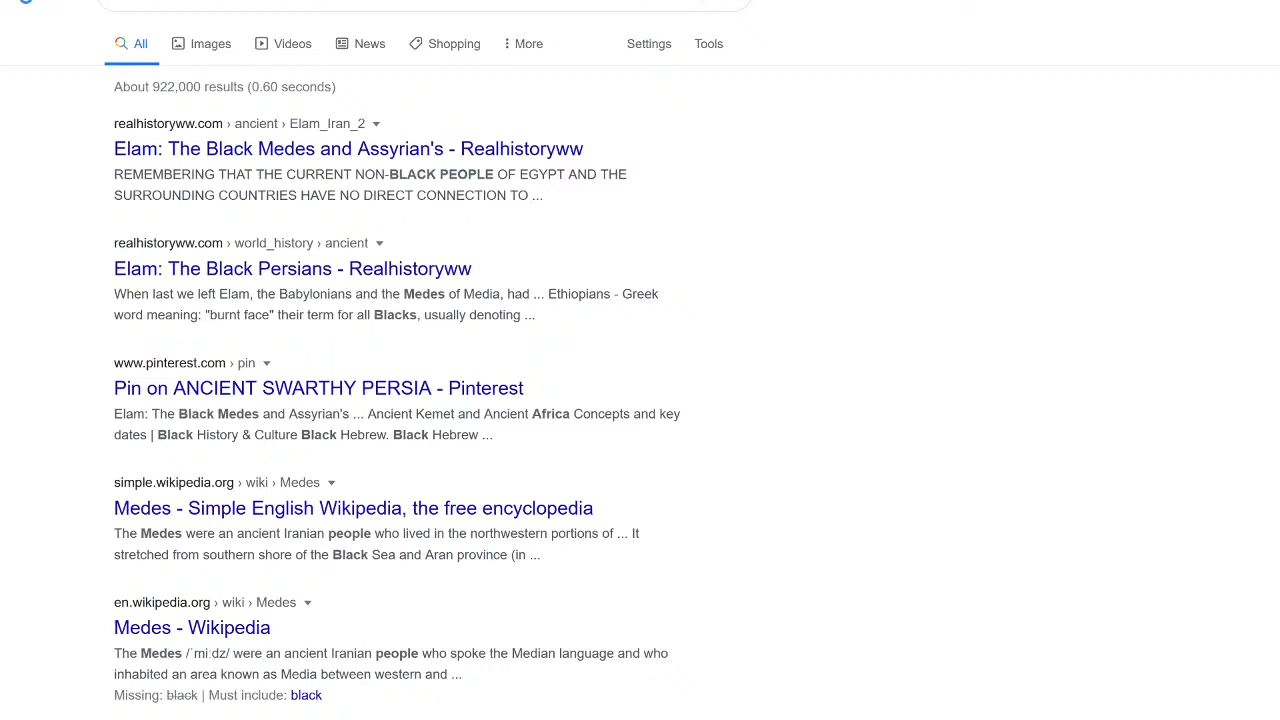 All Images Videos News Shopping More Settings Tools
About 922,000 results (0.60 seconds)
realhistoryww.com › ancient › Elam_Iran_2
Elam: The Black Medes and Assyrian's - Realhistoryww
REMEMBERING THAT THE CURRENT NON-BLACK PEOPLE OF EGYPT AND THE
SURROUNDING COUNTRIES HAVE NO DIRECT CONNECTION TO ...
realhistoryww.com › world_history › ancient
Elam: The Black Persians - Realhistoryww
When last we left Elam, the Babylonians and the Medes of Media, had ... Ethiopians - Greek
word meaning: "burnt face" their term for all Blacks, usually denoting ...
www.pinterest.com › pin
Pin on ANCIENT SWARTHY PERSIA - Pinterest
Elam: The Black Medes and Assyrian's ... Ancient Kemet and Ancient Africa Concepts and key
dates | Black History & Culture Black Hebrew. Black Hebrew ...
simple.wikipedia.org › wiki › Medes
Medes - Simple English Wikipedia, the free encyclopedia
The Medes were an ancient Iranian people who lived in the northwestern portions of ... It
stretched from southern shore of the Black Sea and Aran province (in ...
en.wikipedia.org › wiki › Medes
Medes - Wikipedia
The Medes /ˈmiːdz/ were an ancient Iranian people who spoke the Median language and who
inhabited an area known as Media between western and ...
Missing: black | Must include: black